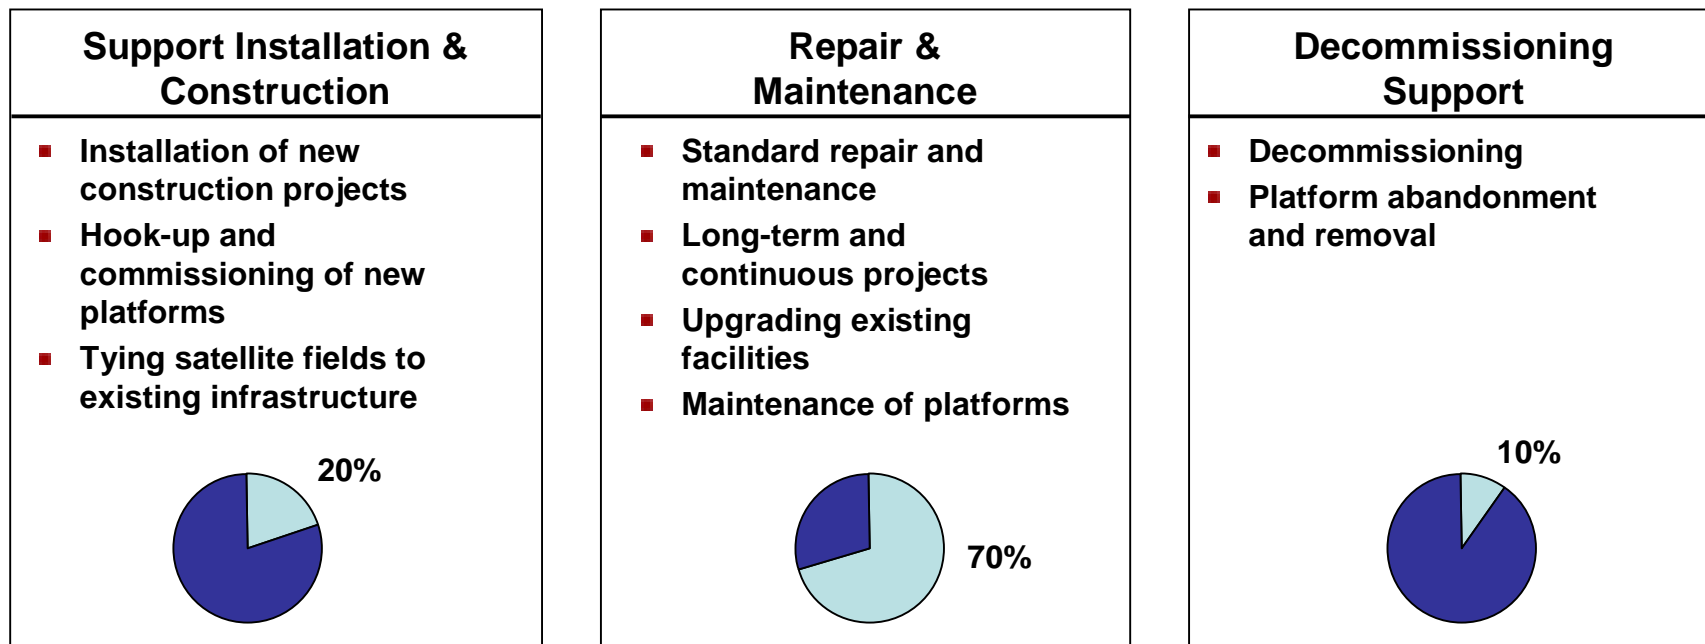 Support Installation &
Construction
Installation of new
construction projects
Hook-up and
commissioning of new
platforms
Tying satellite fields to
existing infrastructure
20%
Repair &
Maintenance
Standard repair and
maintenance
Long-term and
continuous projects
Upgrading existing
facilities
Maintenance of platforms
70%
Decommissioning
Support
Decommissioning
Platform abandonment
and removal
10%